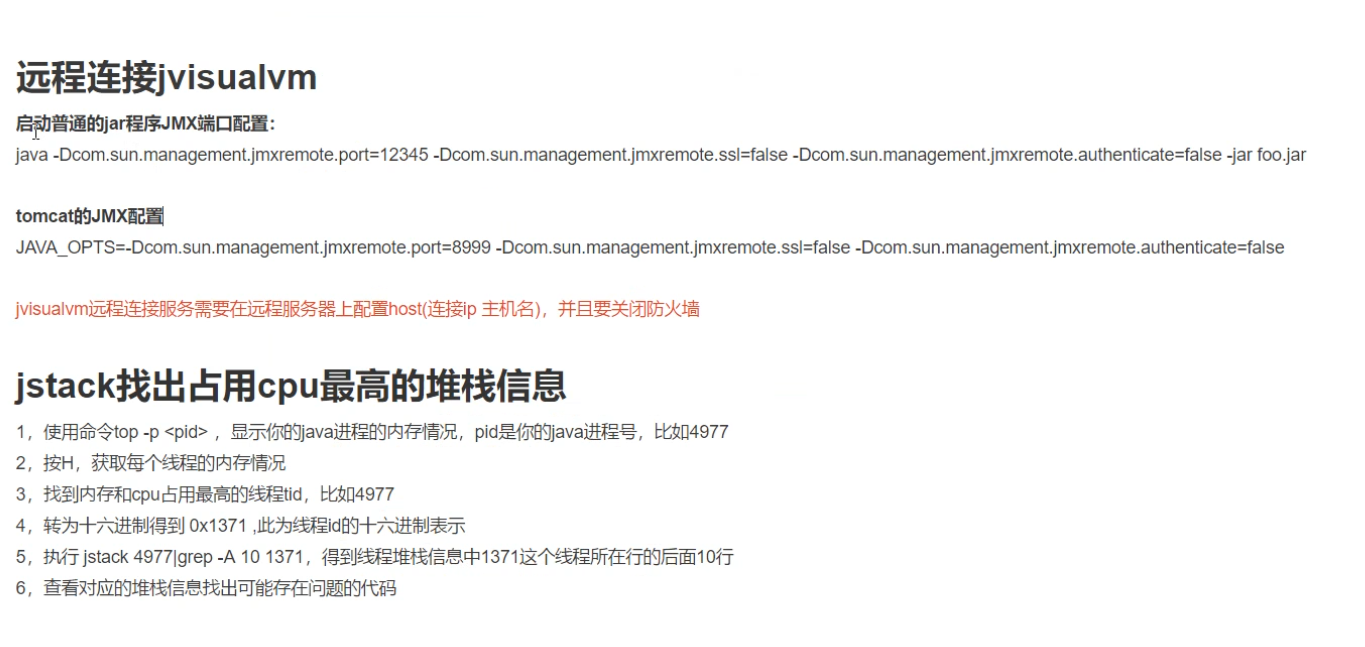 远程连接jvisualvm
启动普通的jar程序JMX端口配置：
java -Dcom.sun.management.jmxremote.port=12345 -Dcom.sun.management.jmxremote.ssl=false -Dcom.sun.management.jmxremote.authenticate=false -jar foo.jar
tomcat的JMX配置
JAVA_OPTS=-Dcom.sun.management.jmxremote.port=8999 -Dcom.sun.management.jmxremote.ssl=false -Dcom.sun.management.jmxremote.authenticate=false
jvisualvm远程连接服务需要在远程服务器上配置host(连接ip 主机名)，并且要关闭防火墙
jstack找出占用cpu最高的堆栈信息
1，使用命令top -p <pid> ，显示你的java进程的内存情况，pid是你的java进程号，比如4977
2，按H，获取每个线程的内存情况
3，找到内存和cpu占用最高的线程tid，比如4977
4，转为十六进制得到 0x1371 ,此为线程id的十六进制表示
5，执行 jstack 4977|grep -A 10 1371，得到线程堆栈信息中1371这个线程所在行的后面10行
6，查看对应的堆栈信息找出可能存在问题的代码